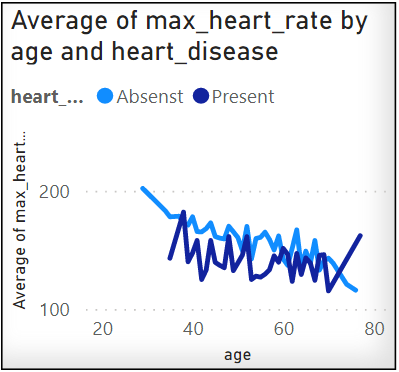 Average of max_heart_rate by
age and heart_disease
heart_... Absenst Present
Average of max_heart...
200
100
20 40 60 80
age